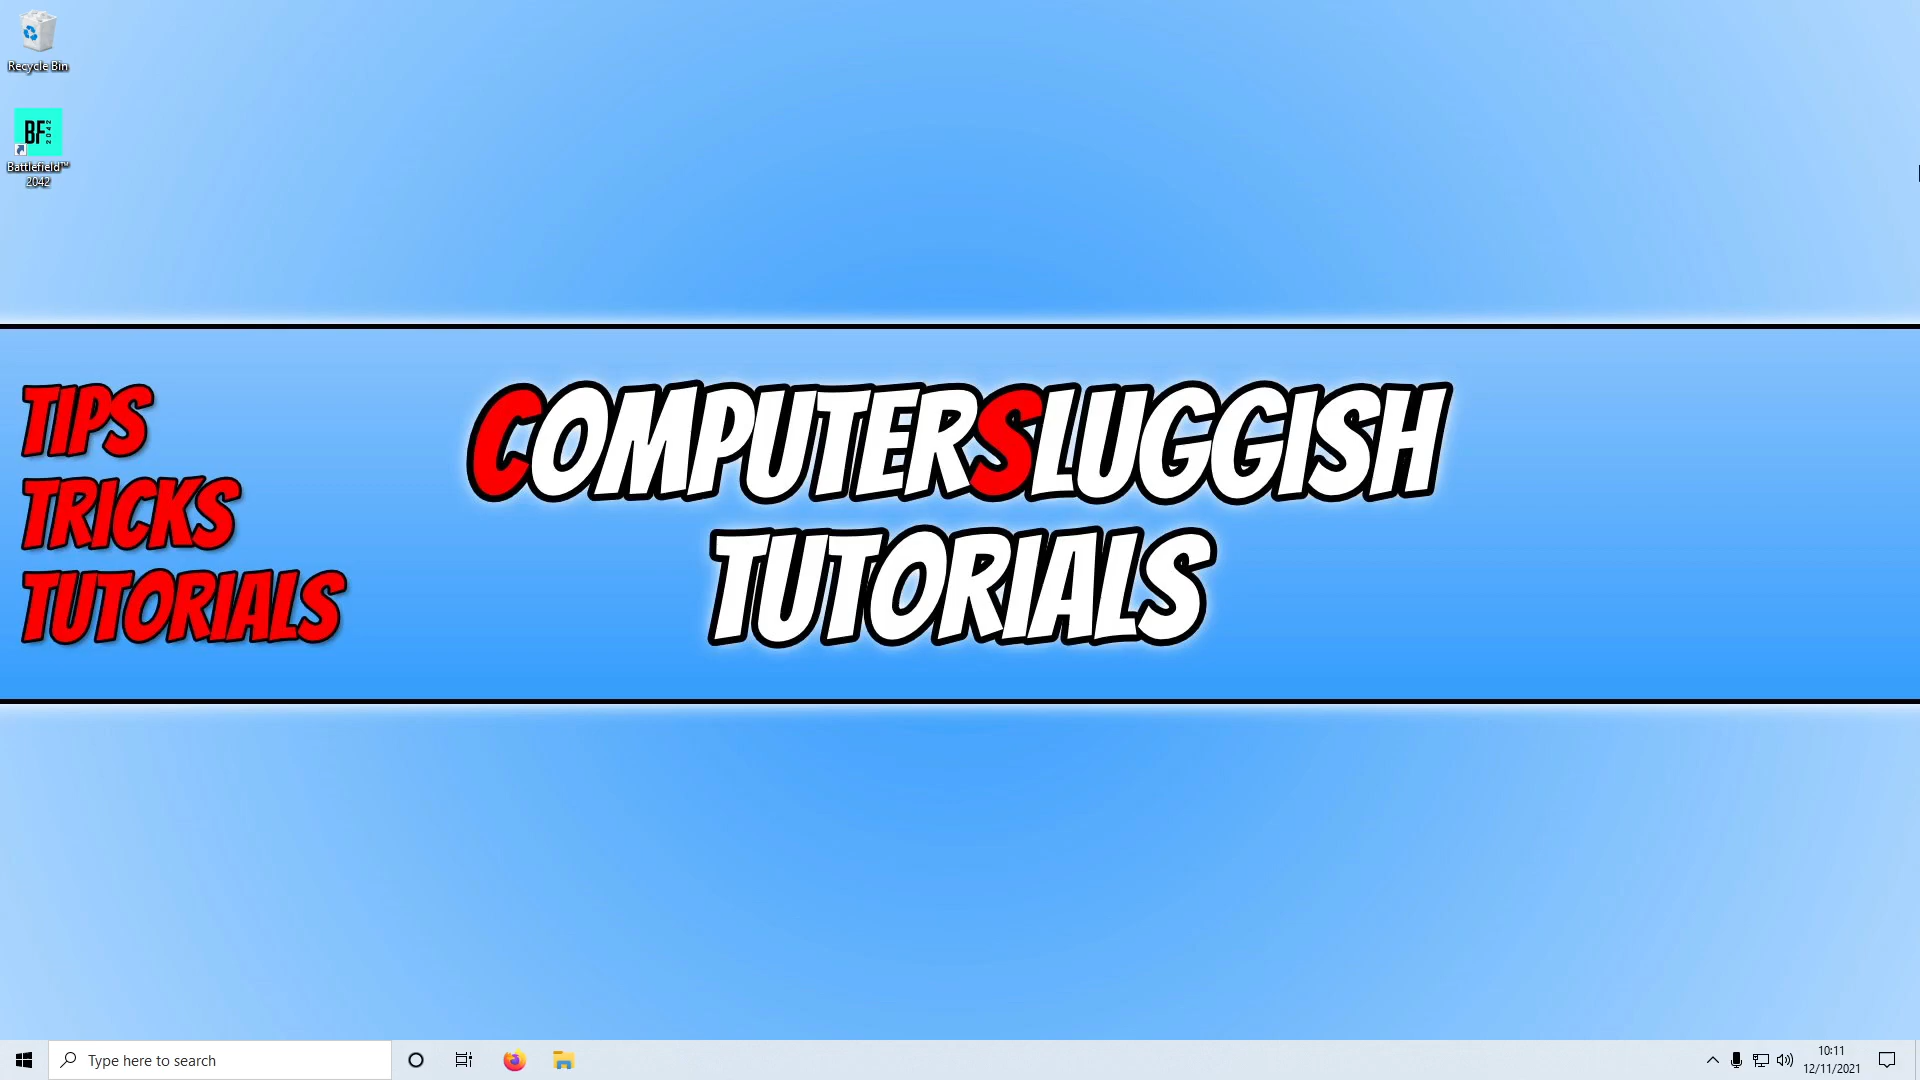 Recycle Bin
BF
2042
Battlefield™
2042
TIPS
TRICKS
TUTORIALS
COMPUTERSLUGGISH
TUTORIALS
Type here to search
10:11
12/11/2021